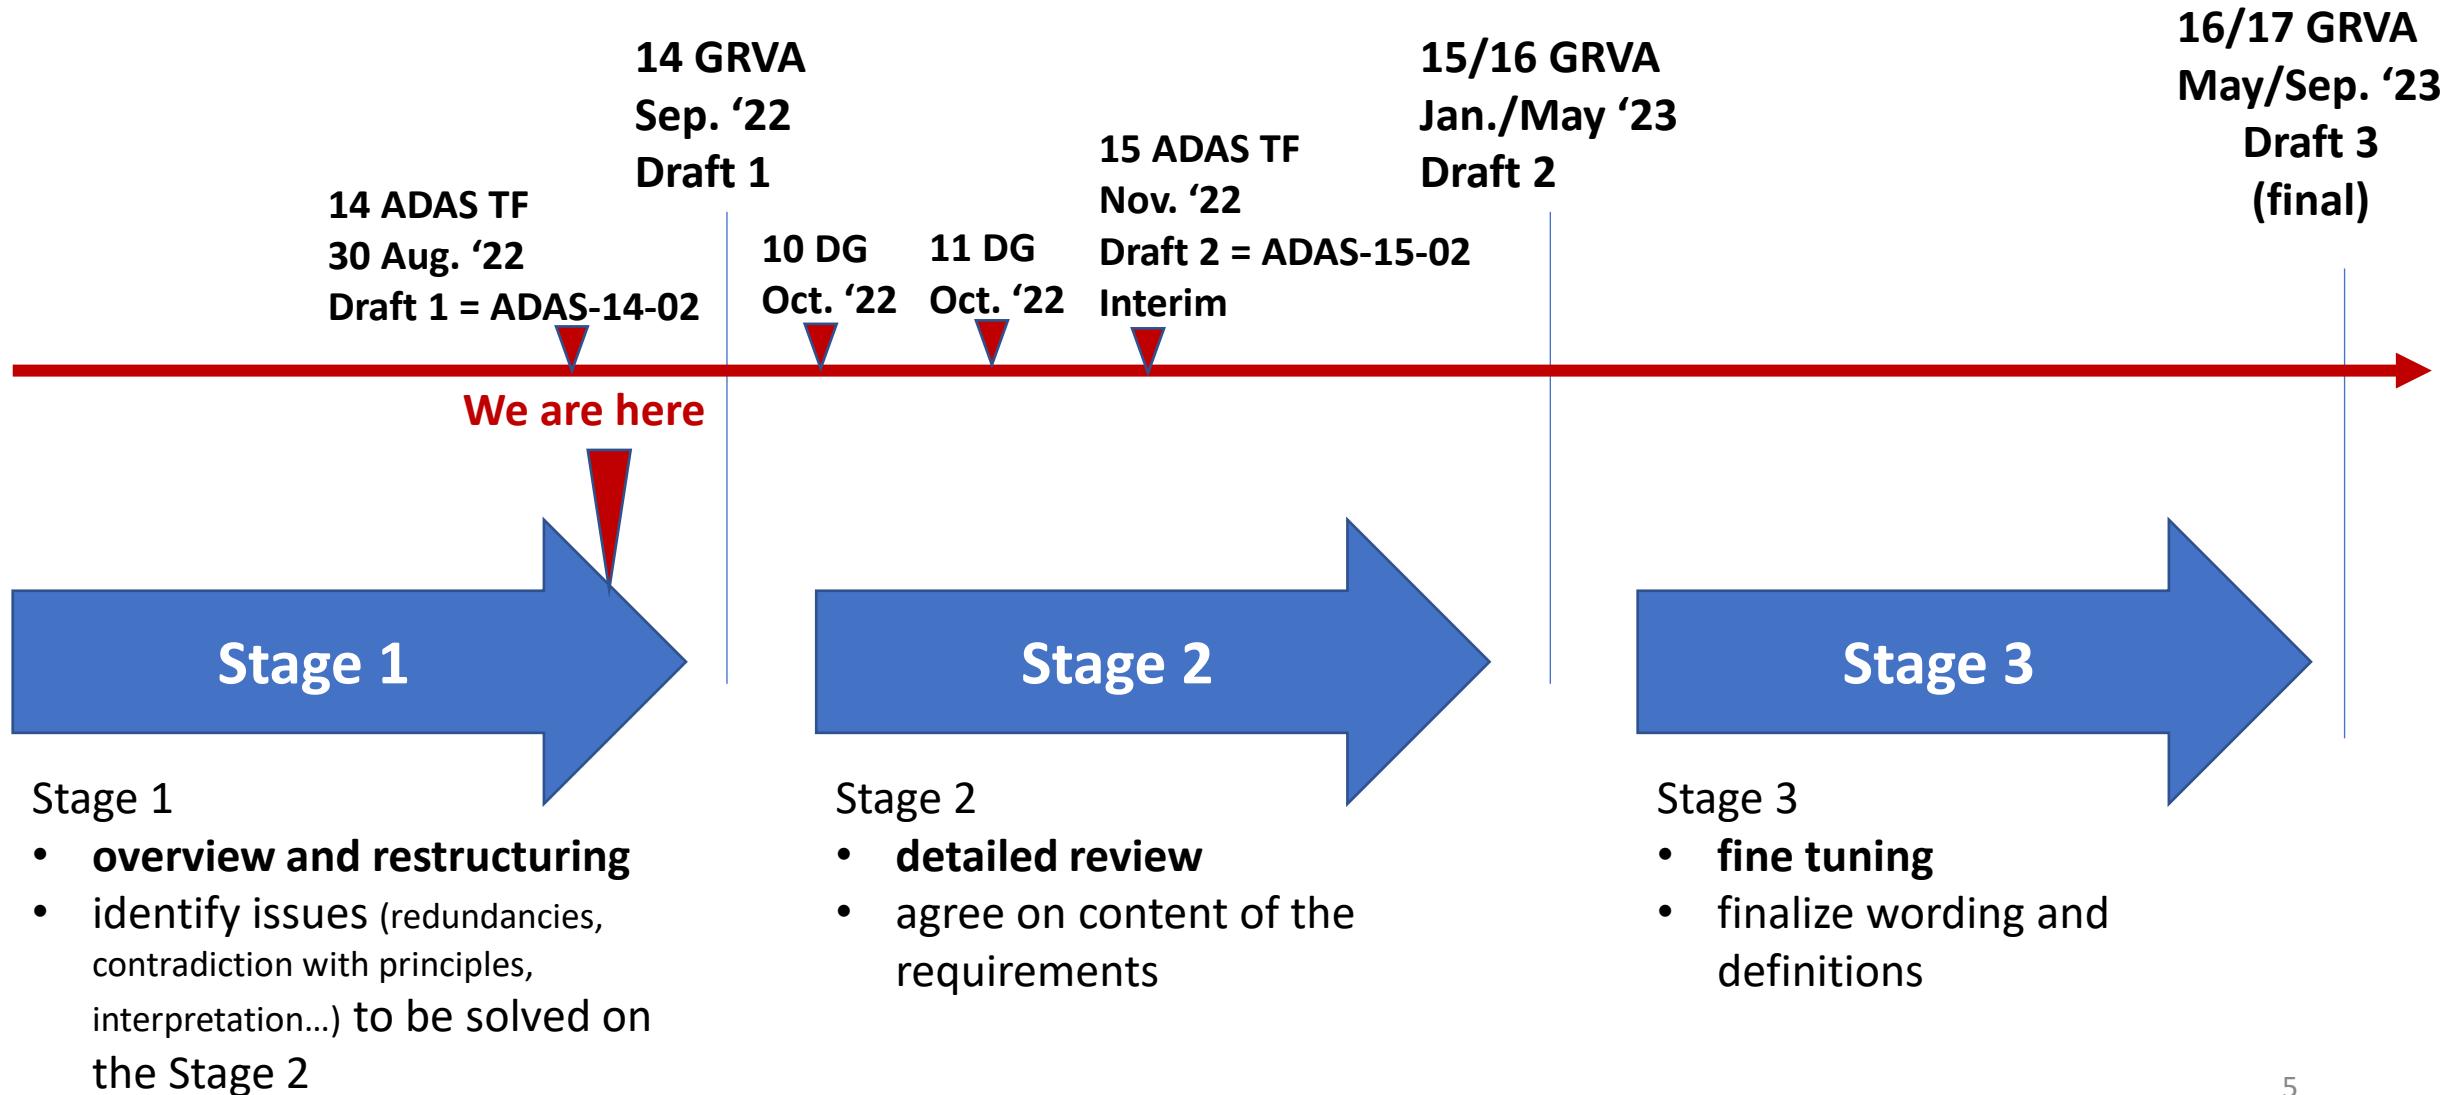 14 GRVA
Sep. ‘22
Draft 1
15/16 GRVA
Jan./May ‘23
Draft 2
16/17 GRVA
May/Sep. ‘23
Draft 3
(final)
14 ADAS TF
30 Aug. ‘22
Draft 1 = ADAS-14-02
10 DG
Oct. ‘22
11 DG
Oct. ‘22
15 ADAS TF
Nov. ‘22
Draft 2 = ADAS-15-02
Interim
We are here
Stage 1
Stage 2
Stage 3
Stage 1
• overview and restructuring
• identify issues (redundancies,
contradiction with principles,
interpretation...) to be solved on
the Stage 2
Stage 2
• detailed review
• agree on content of the
requirements
Stage 3
• fine tuning
• finalize wording and
definitions
5